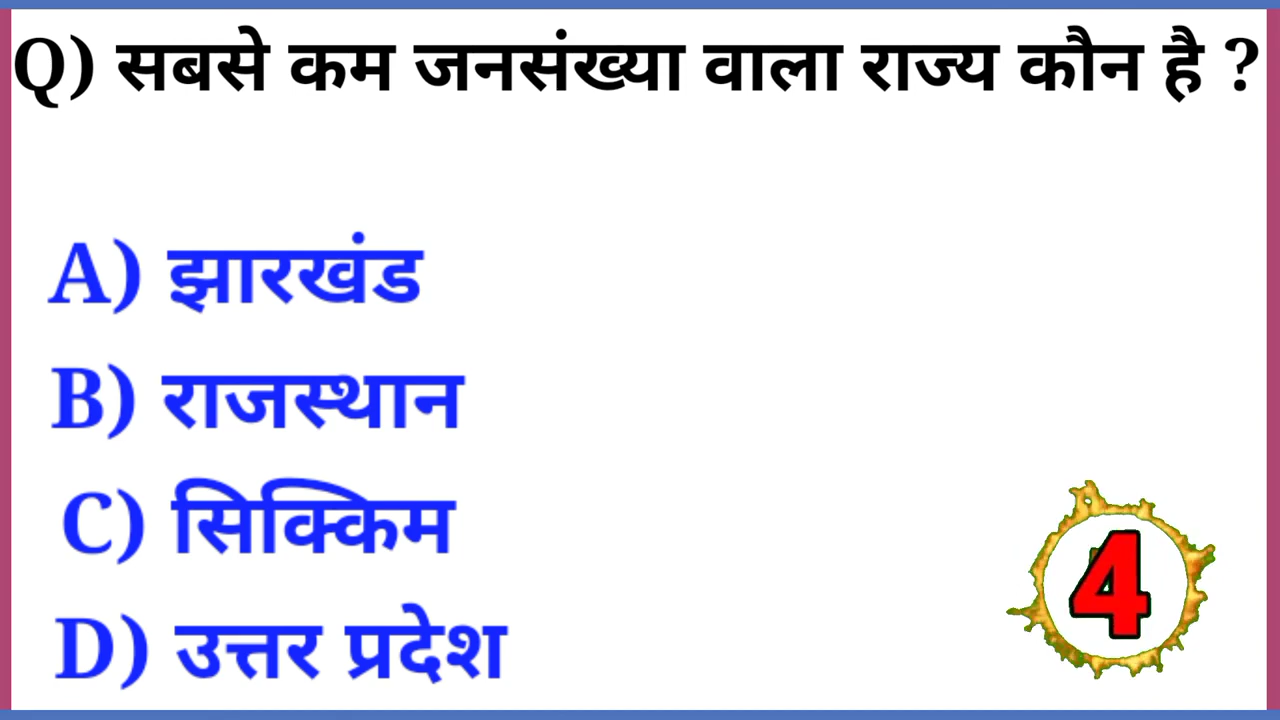 Q) सबसे कम जनसंख्या वाला राज्य कौन है ?
A) झारखंड
B) राजस्थान
C) सिक्किम
D) उत्तर प्रदेश
4